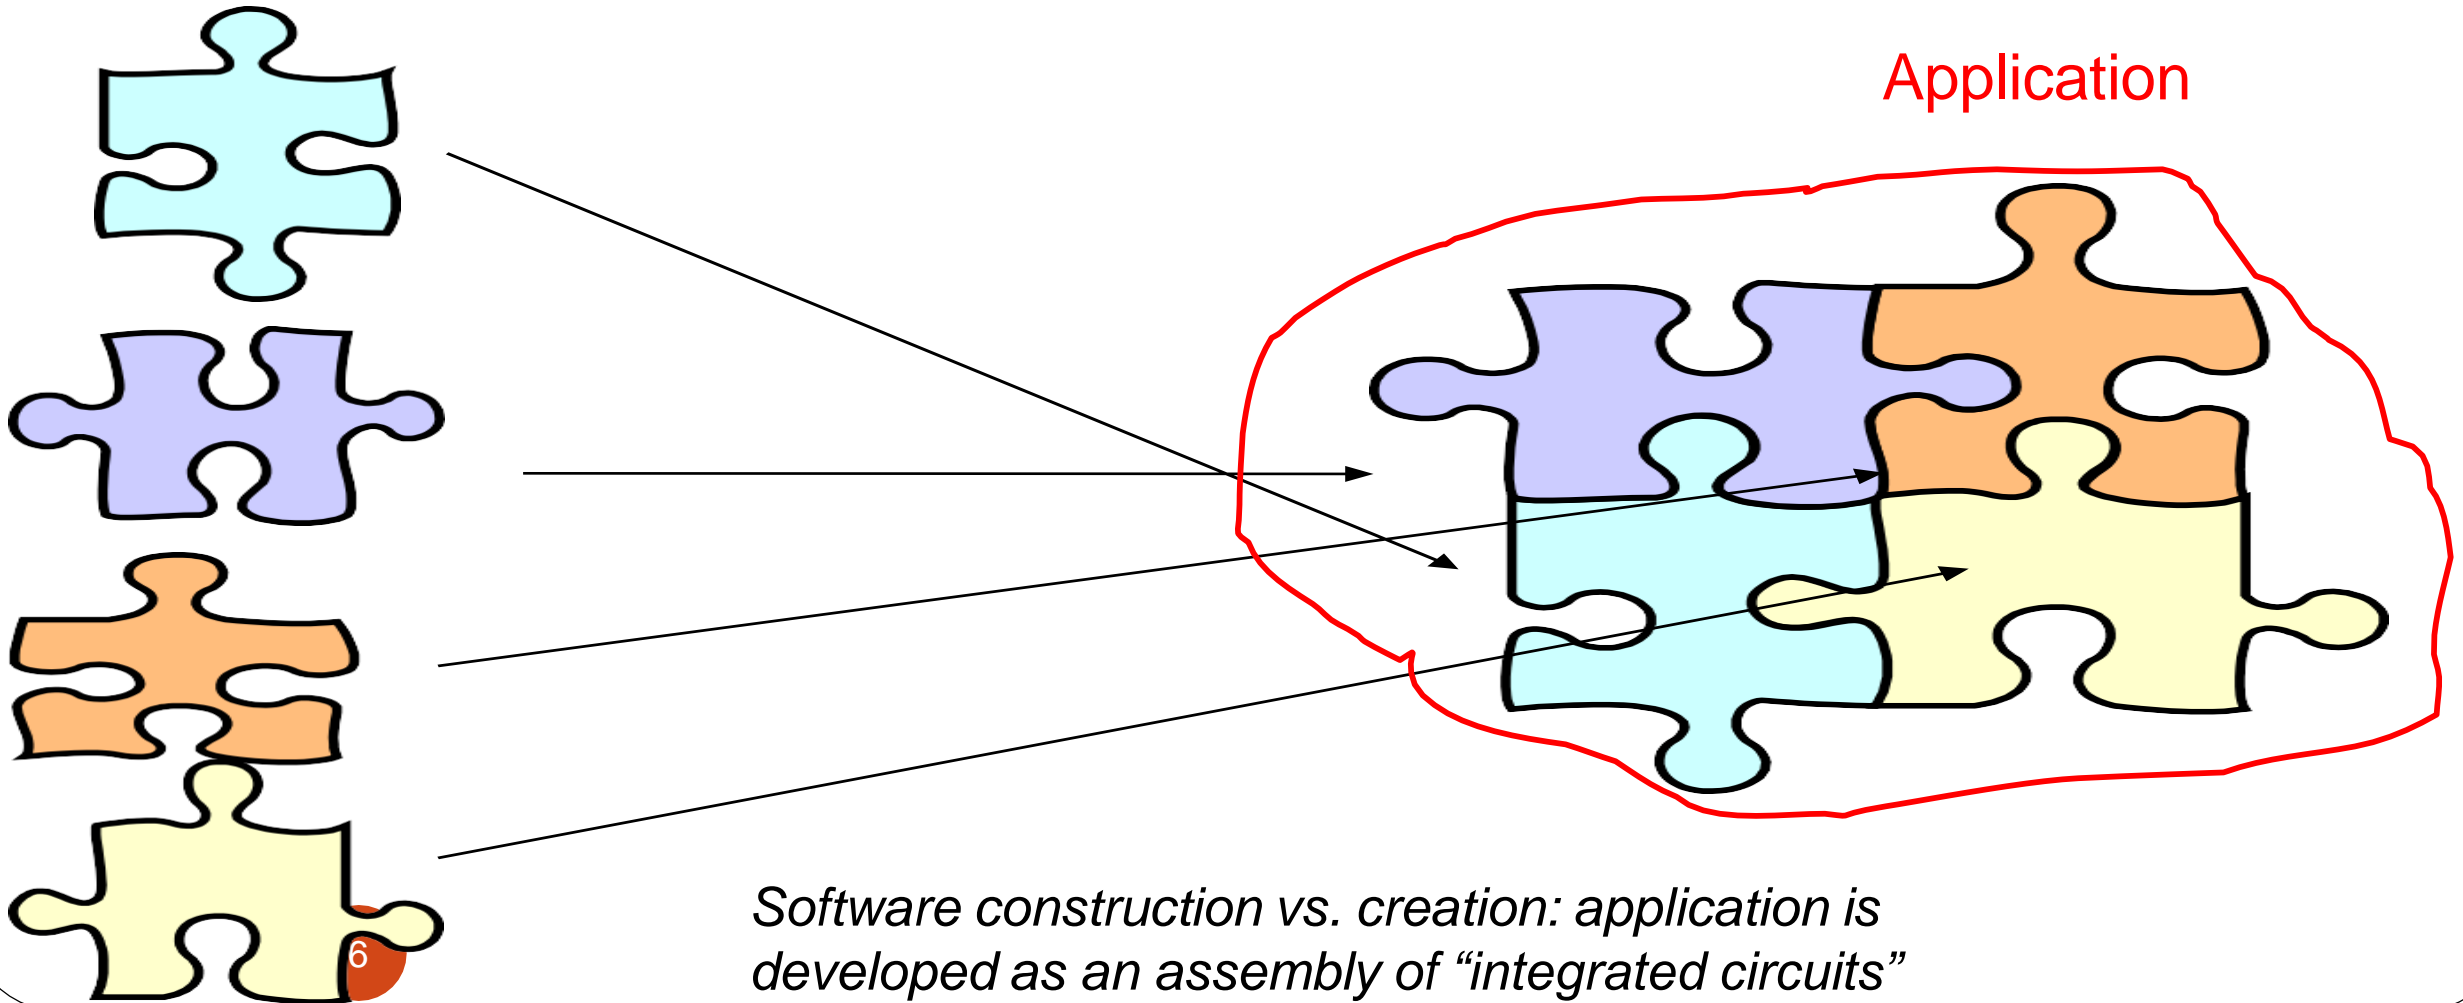 Application
Software construction vs. creation: application is
developed as an assembly of “integrated circuits”
6